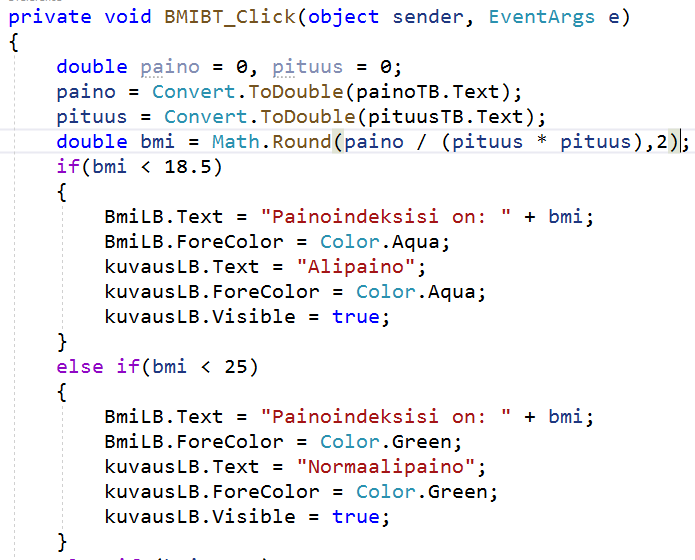 private void BMIBT_Click(object sender, EventArgs e)
{
double paino = 0, pituus = 0;
paino = Convert.ToDouble(painoTB.Text);
pituus = Convert.ToDouble(pituusTB.Text);
double bmi = Math.Round(paino / (pituus * pituus),2);
if(bmi < 18.5)
{
BmiLB.Text = "Painoindeksisi on: " + bmi;
BmiLB.ForeColor = Color.Aqua;
kuvausLB.Text = "Alipaino";
kuvausLB.ForeColor = Color.Aqua;
kuvausLB.Visible = true;
}
else if(bmi < 25)
{
BmiLB.Text = "Painoindeksisi on: " + bmi;
BmiLB.ForeColor = Color.Green;
kuvausLB.Text = "Normaalipaino";
kuvausLB.ForeColor = Color.Green;
kuvausLB.Visible = true;
}